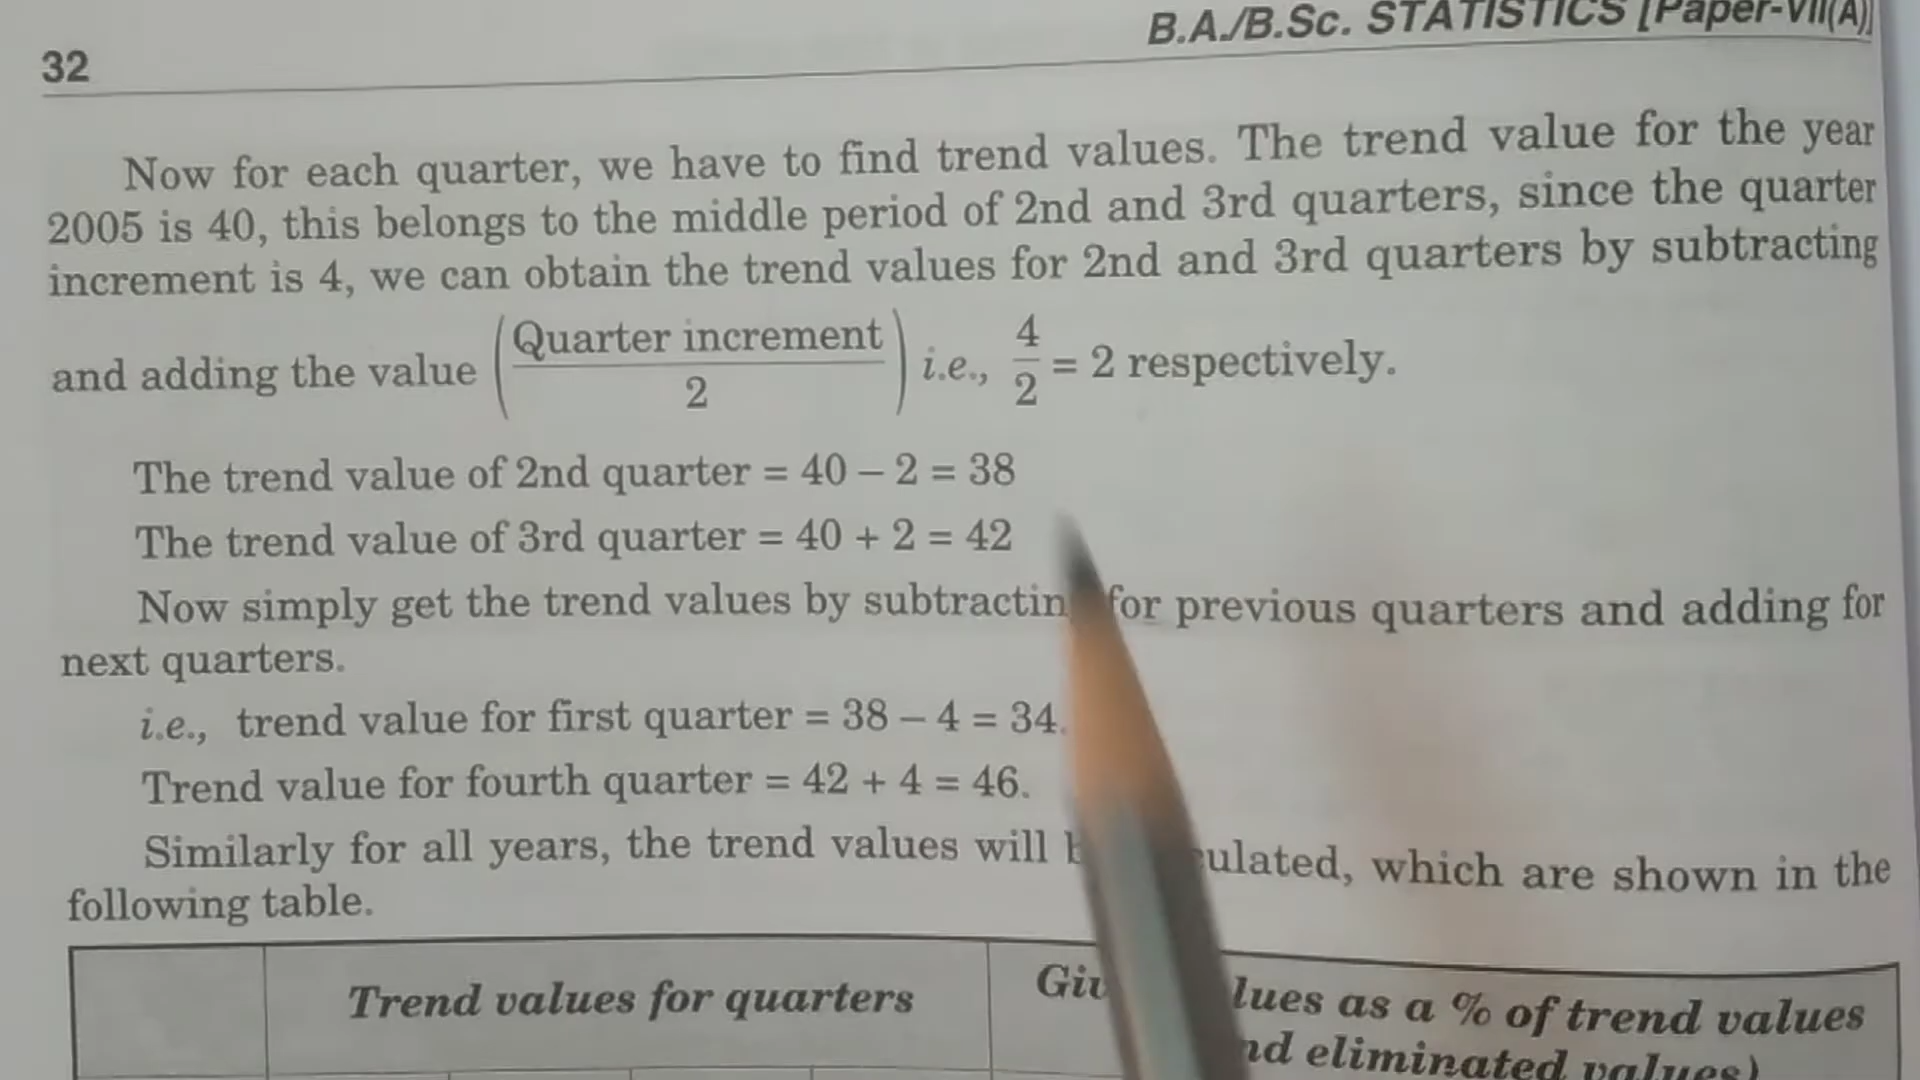 B.A./B.Sc. STATISTICS [Paper-VII(A)]
32
Now for each quarter, we have to find trend values. The trend value for the year
2005 is 40, this belongs to the middle period of 2nd and 3rd quarters, since the quarter
increment is 4, we can obtain the trend values for 2nd and 3rd quarters by subtracting
and adding the value (Quarter increment / 2) i.e., 4/2 = 2 respectively.
The trend value of 2nd quarter = 40 – 2 = 38
The trend value of 3rd quarter = 40 + 2 = 42
Now simply get the trend values by subtractin for previous quarters and adding for
next quarters.
i.e., trend value for first quarter = 38 – 4 = 34.
Trend value for fourth quarter = 42 + 4 = 46.
Similarly for all years, the trend values will ulated, which are shown in the
following table.
Trend values for quarters
Giv lues as a % of trend values
nd eliminated values)